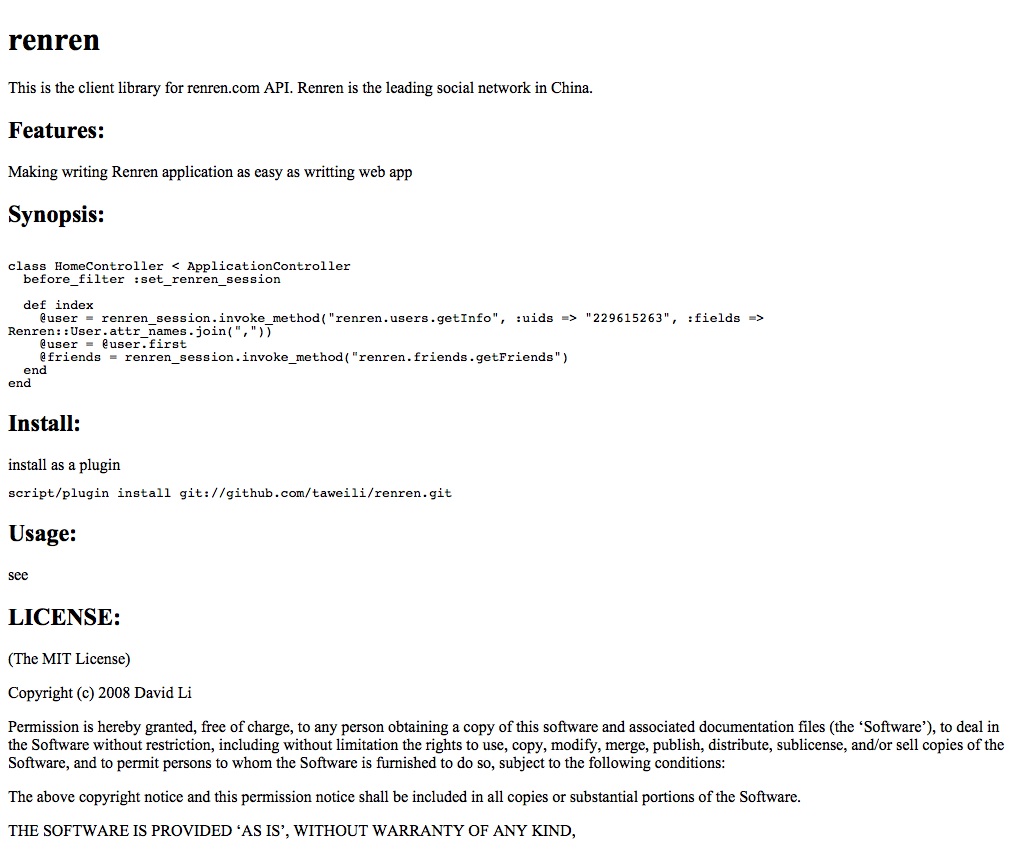 renren
This is the client library for renren.com API. Renren is the leading social network in China.
Features:
Making writing Renren application as easy as writting web app
Synopsis:
class HomeController < ApplicationController
  before_filter :set_renren_session
  def index
    @user = renren_session.invoke_method("renren.users.getInfo", :uids => "229615263", :fields =>
Renren::User.attr_names.join(","))
    @user = @user.first
    @friends = renren_session.invoke_method("renren.friends.getFriends")
  end
end
Install:
install as a plugin
script/plugin install git://github.com/taweili/renren.git
Usage:
see
LICENSE:
(The MIT License)
Copyright (c) 2008 David Li
Permission is hereby granted, free of charge, to any person obtaining a copy of this software and associated documentation files (the ‘Software’), to deal in
the Software without restriction, including without limitation the rights to use, copy, modify, merge, publish, distribute, sublicense, and/or sell copies of the
Software, and to permit persons to whom the Software is furnished to do so, subject to the following conditions:
The above copyright notice and this permission notice shall be included in all copies or substantial portions of the Software.
THE SOFTWARE IS PROVIDED ‘AS IS’, WITHOUT WARRANTY OF ANY KIND,